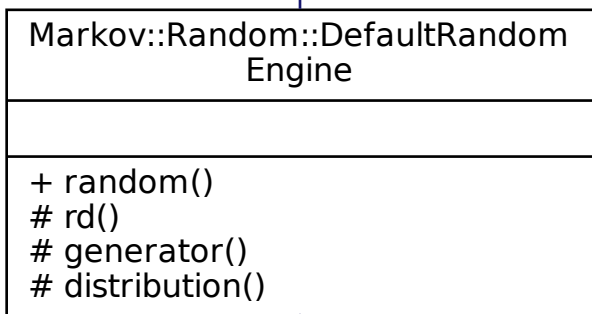 Markov::Random::DefaultRandom
Engine
+ random()
# rd()
# generator()
# distribution()